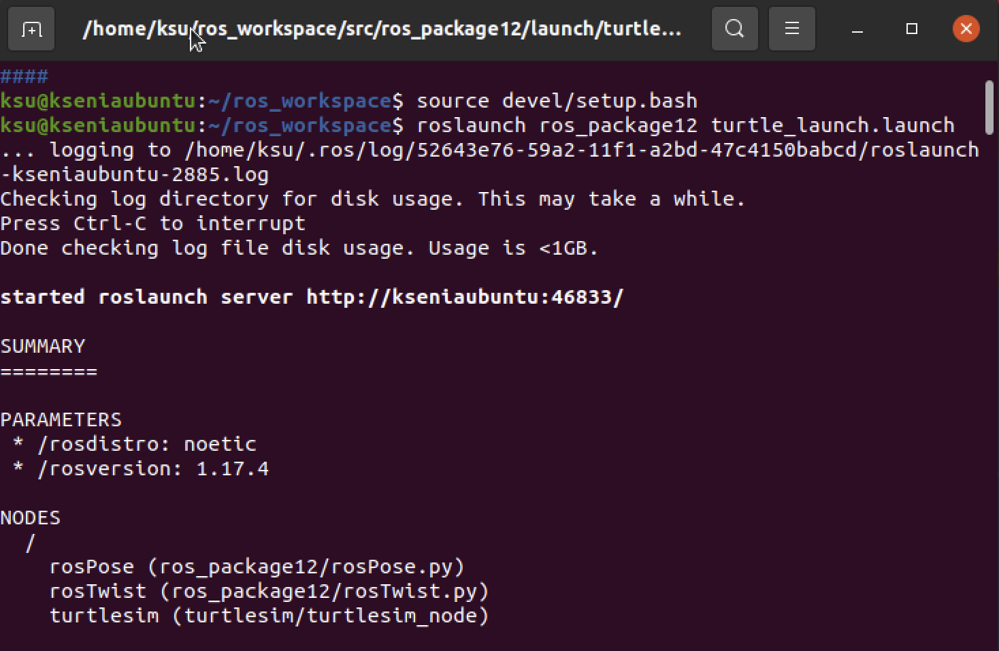 /home/ksu/ros_workspace/src/ros_package12/launch/turtle...
####
ksu@kseniaubuntu:~/ros_workspace$ source devel/setup.bash
ksu@kseniaubuntu:~/ros_workspace$ roslaunch ros_package12 turtle_launch.launch
... logging to /home/ksu/.ros/log/52643e76-59a2-11f1-a2bd-47c4150babcd/roslaunch
-kseniaubuntu-2885.log
Checking log directory for disk usage. This may take a while.
Press Ctrl-C to interrupt
Done checking log file disk usage. Usage is <1GB.
started roslaunch server http://kseniaubuntu:46833/
SUMMARY
========
PARAMETERS
 * /rosdistro: noetic
 * /rosversion: 1.17.4
NODES
  /
    rosPose (ros_package12/rosPose.py)
    rosTwist (ros_package12/rosTwist.py)
    turtlesim (turtlesim/turtlesim_node)